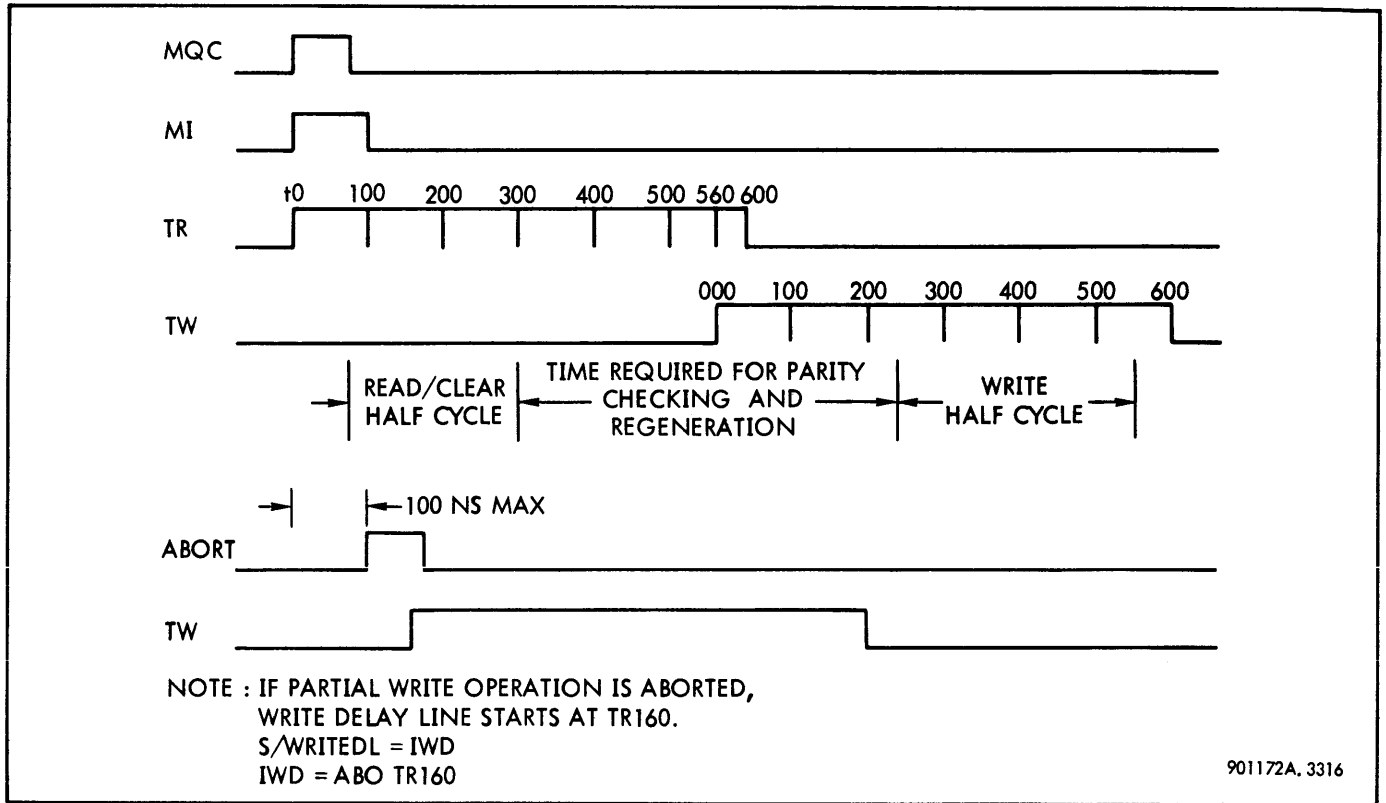 MQC
MI
t0 100 200 300 400 500 560 600
TR
000 100 200 300 400 500 600
TW
READ/CLEAR
HALF CYCLE
TIME REQUIRED FOR PARITY
CHECKING AND
REGENERATION
WRITE
HALF CYCLE
100 NS MAX
ABORT
TW
NOTE : IF PARTIAL WRITE OPERATION IS ABORTED,
WRITE DELAY LINE STARTS AT TR160.
S/WRITEDL = IWD
IWD = ABO TR160
901172A. 3316